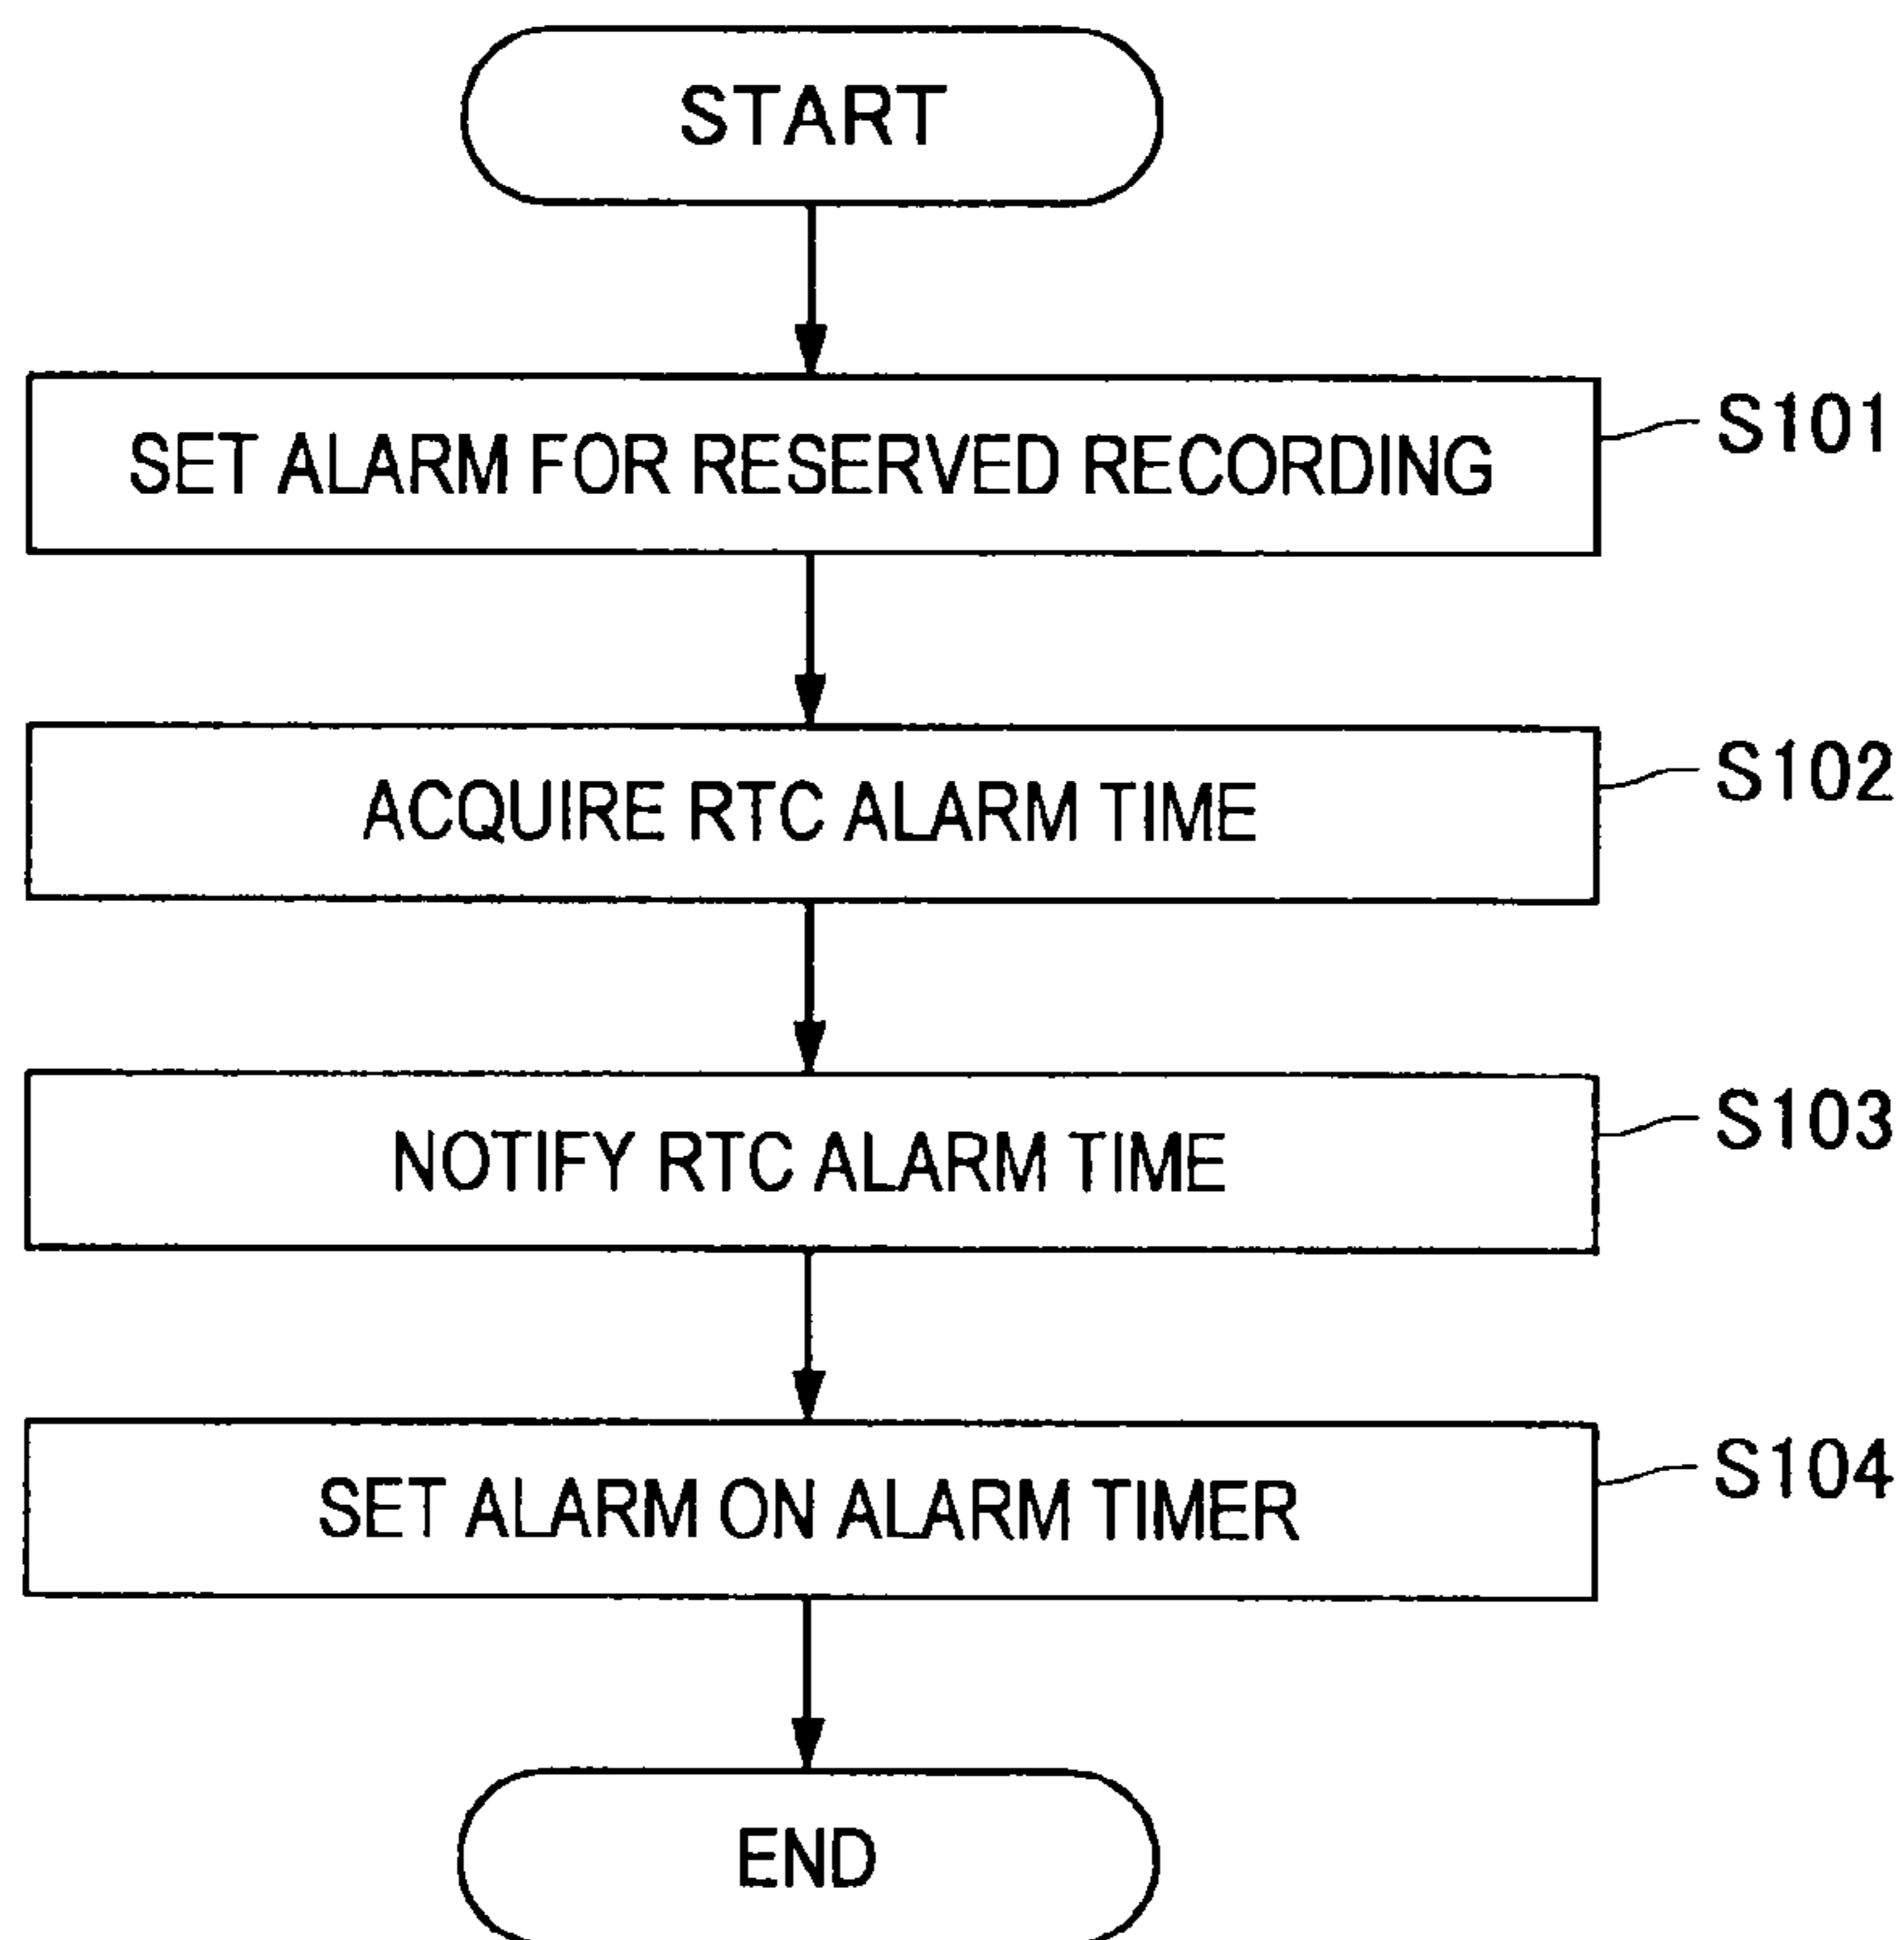 START
SET ALARM FOR RESERVED RECORDING
S101
ACQUIRE RTC ALARM TIME
S102
NOTIFY RTC ALARM TIME
S103
SET ALARM ON ALARM TIMER
S104
END